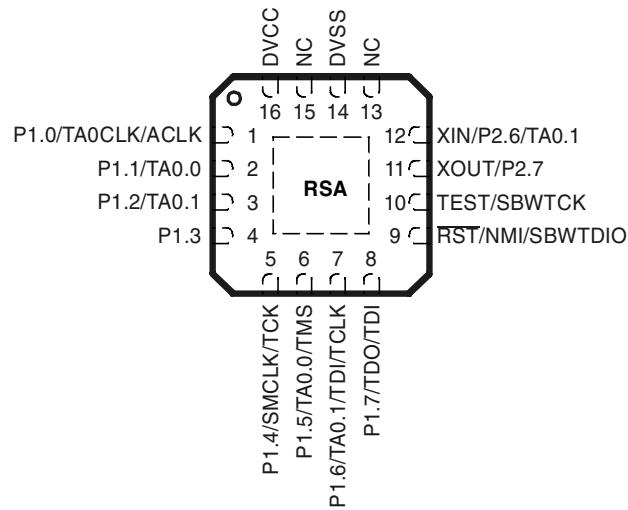 DVCC
NC
DVSS
NC
16 15 14 13
P1.0/TA0CLK/ACLK 1
12 XIN/P2.6/TA0.1
P1.1/TA0.0 2
11 XOUT/P2.7
RSA
P1.2/TA0.1 3
10 TEST/SBWTCK
P1.3 4
9 RST/NMI/SBWTDIO
5 6 7 8
P1.4/SMCLK/TCK
P1.5/TA0.0/TMS
P1.6/TA0.1/TDI/TCLK
P1.7/TDO/TDI